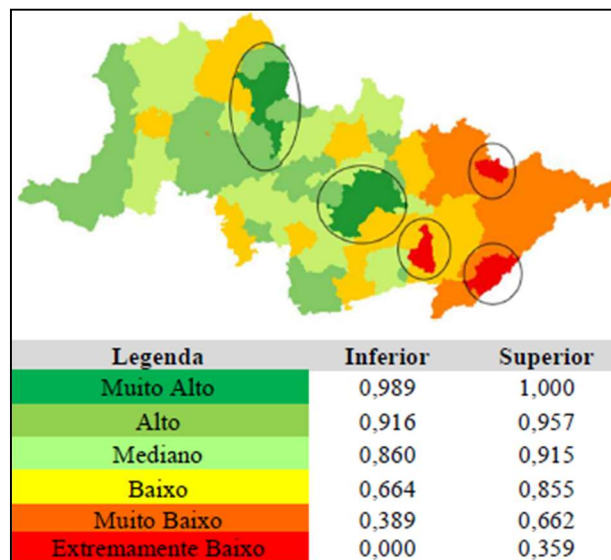 Legenda Inferior Superior
Muito Alto 0,989 1,000
Alto 0,916 0,957
Mediano 0,860 0,915
Baixo 0,664 0,855
Muito Baixo 0,389 0,662
Extremamente Baixo 0,000 0,359